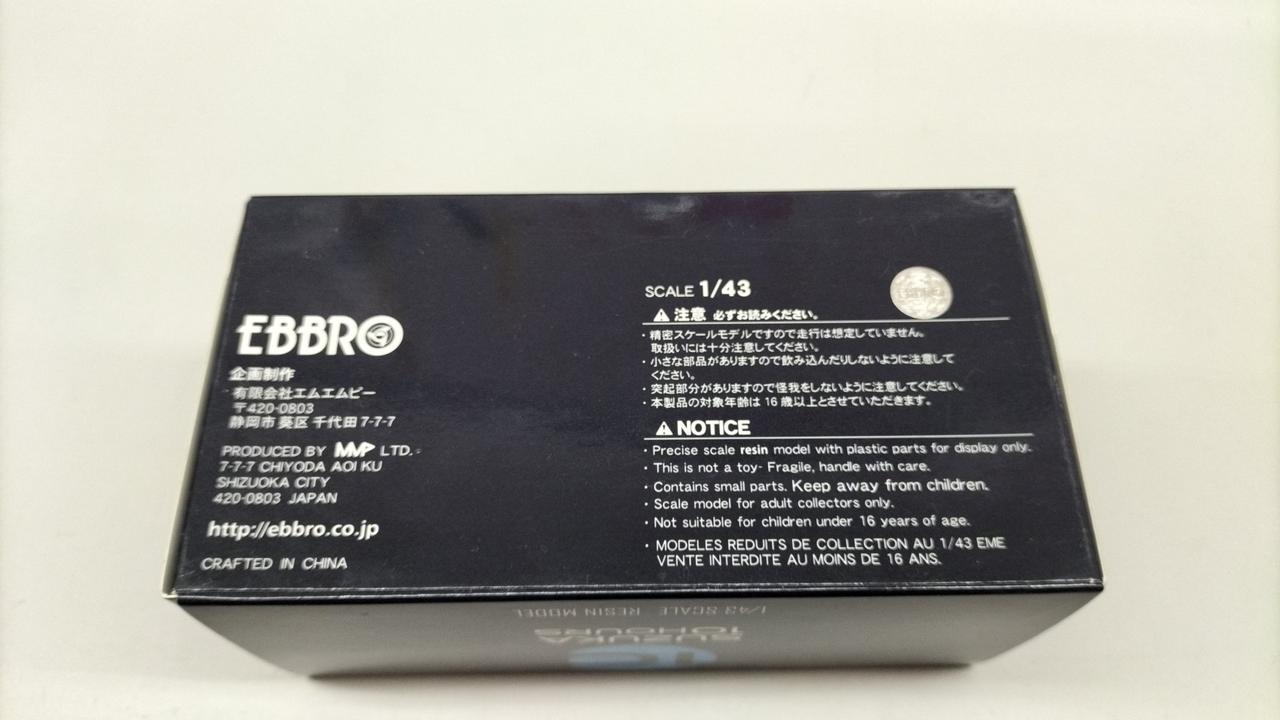 EBBRO
企画制作
有限会社エムエムピー
〒420-0803
静岡市 葵区 千代田 7-7-7
PRODUCED BY MMP LTD.
7-7-7 CHIYODA AOI KU
SHIZUOKA CITY
420-0803 JAPAN
http://ebbro.co.jp
CRAFTED IN CHINA
SCALE 1/43
注意 必ずお読みください。
・精密スケールモデルですので走行は想定していません。
取扱いには十分注意してください。
・小さな部品がありますので飲み込んだりしないように注意して
ください。
・突起部分がありますので怪我をしないように注意してください。
・本製品の対象年齢は 16 歳以上とさせていただきます。
NOTICE
・Precise scale resin model with plastic parts for display only.
・This is not a toy- Fragile, handle with care.
・Contains small parts. Keep away from children.
・Scale model for adult collectors only.
・Not suitable for children under 16 years of age.
・MODELES REDUITS DE COLLECTION AU 1/43 EME
VENTE INTERDITE AU MOINS DE 16 ANS.
1/43 SCALE RESIN MODEL
SUZUKA
10 HOURS